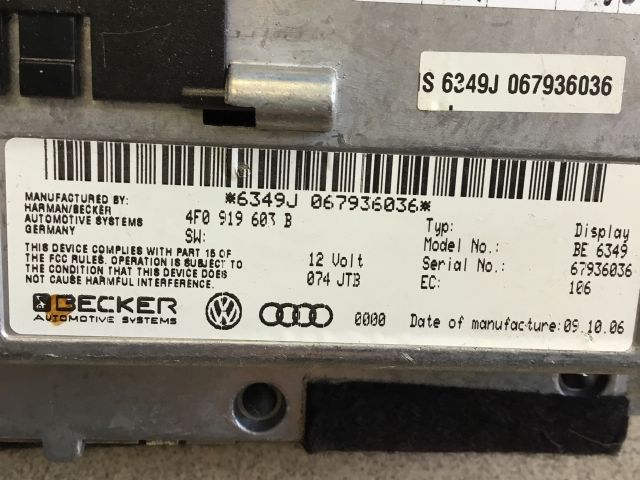 S 6349J 067936036
*6349J 067936036*
MANUFACTURED BY:
HARMAN/BECKER
AUTOMOTIVE SYSTEMS
GERMANY
4F0 919 603 B
SW:
THIS DEVICE COMPLIES WITH PART 15 OF
THE FCC RULES. OPERATION IS SUBJECT TO
THE CONDITION THAT THIS DEVICE DOES
NOT CAUSE HARMFUL INTERFERENCE.
12 Volt
074 JTB
Typ: Display
Model No.: BE 6349
Serial No.: 67936036
EC: 106
BECKER
AUTOMOTIVE SYSTEMS
0000
Date of manufacture: 09.10.06